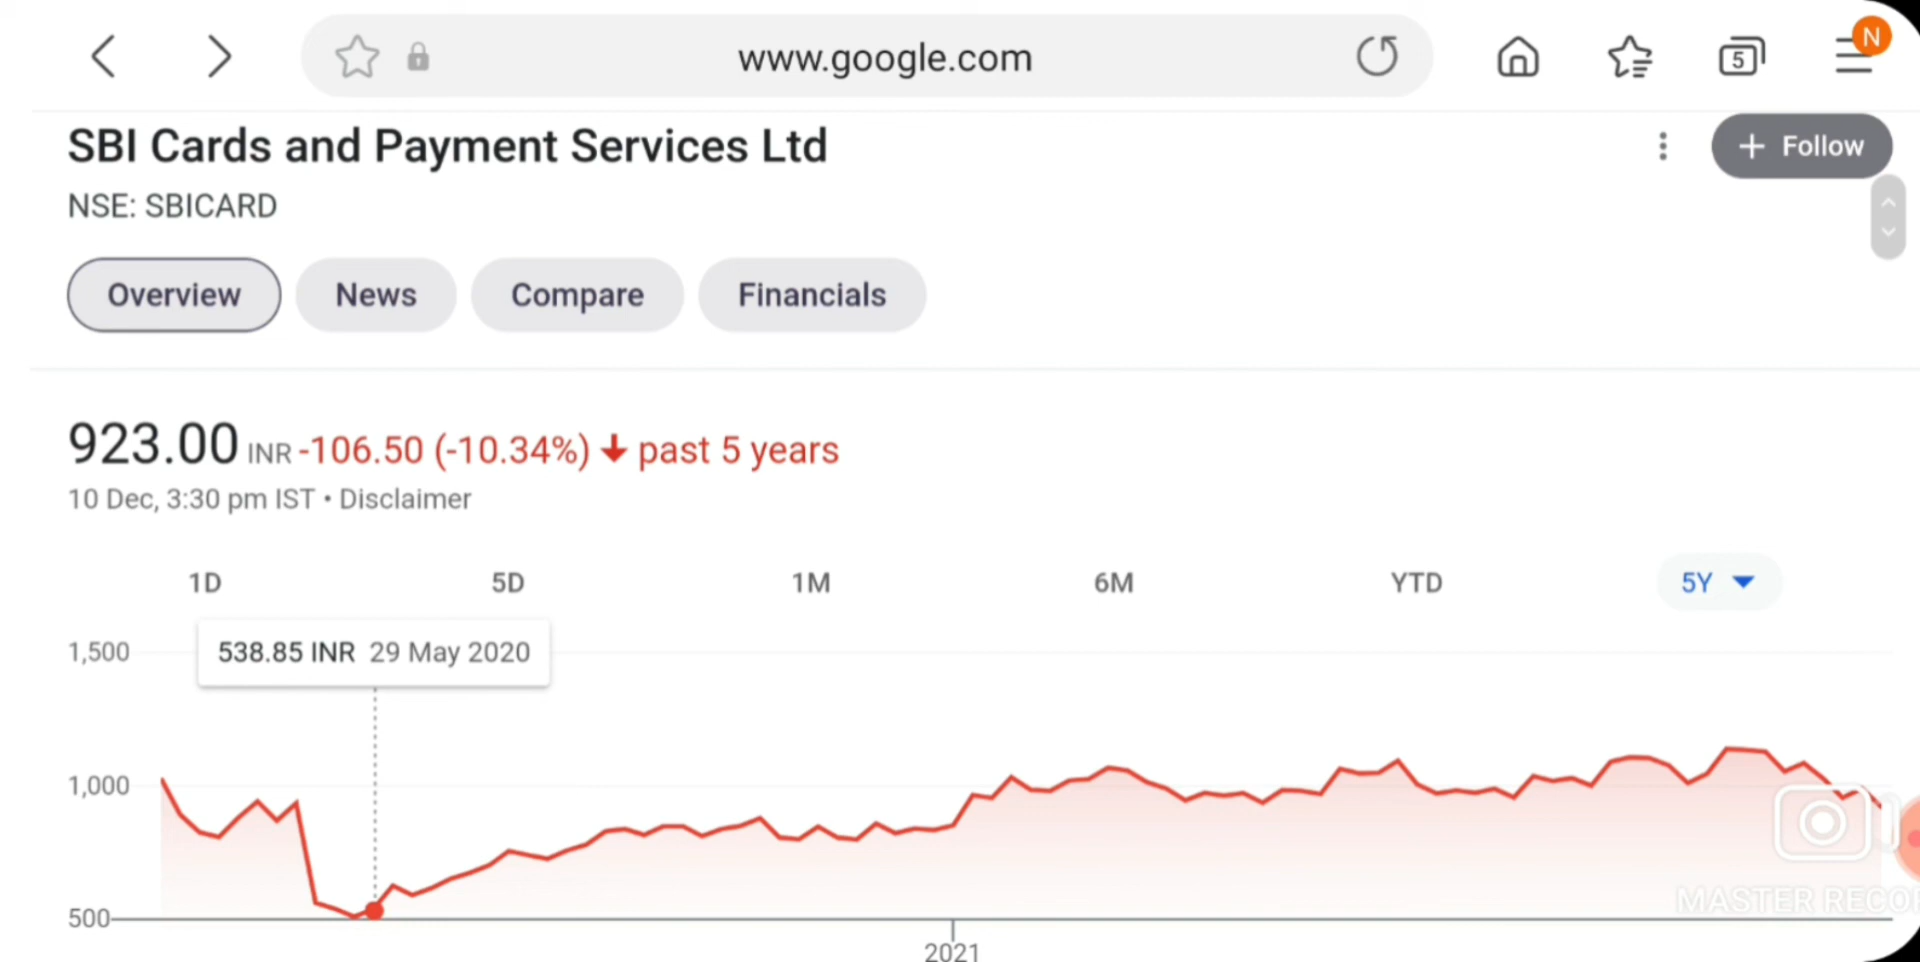 www.google.com
5
N
SBI Cards and Payment Services Ltd
+ Follow
NSE: SBICARD
Overview
News
Compare
Financials
923.00 INR -106.50 (-10.34%) ↓ past 5 years
10 Dec, 3:30 pm IST • Disclaimer
1D
5D
1M
6M
YTD
5Y
538.85 INR 29 May 2020
1,500
1,000
500
2021
MASTER